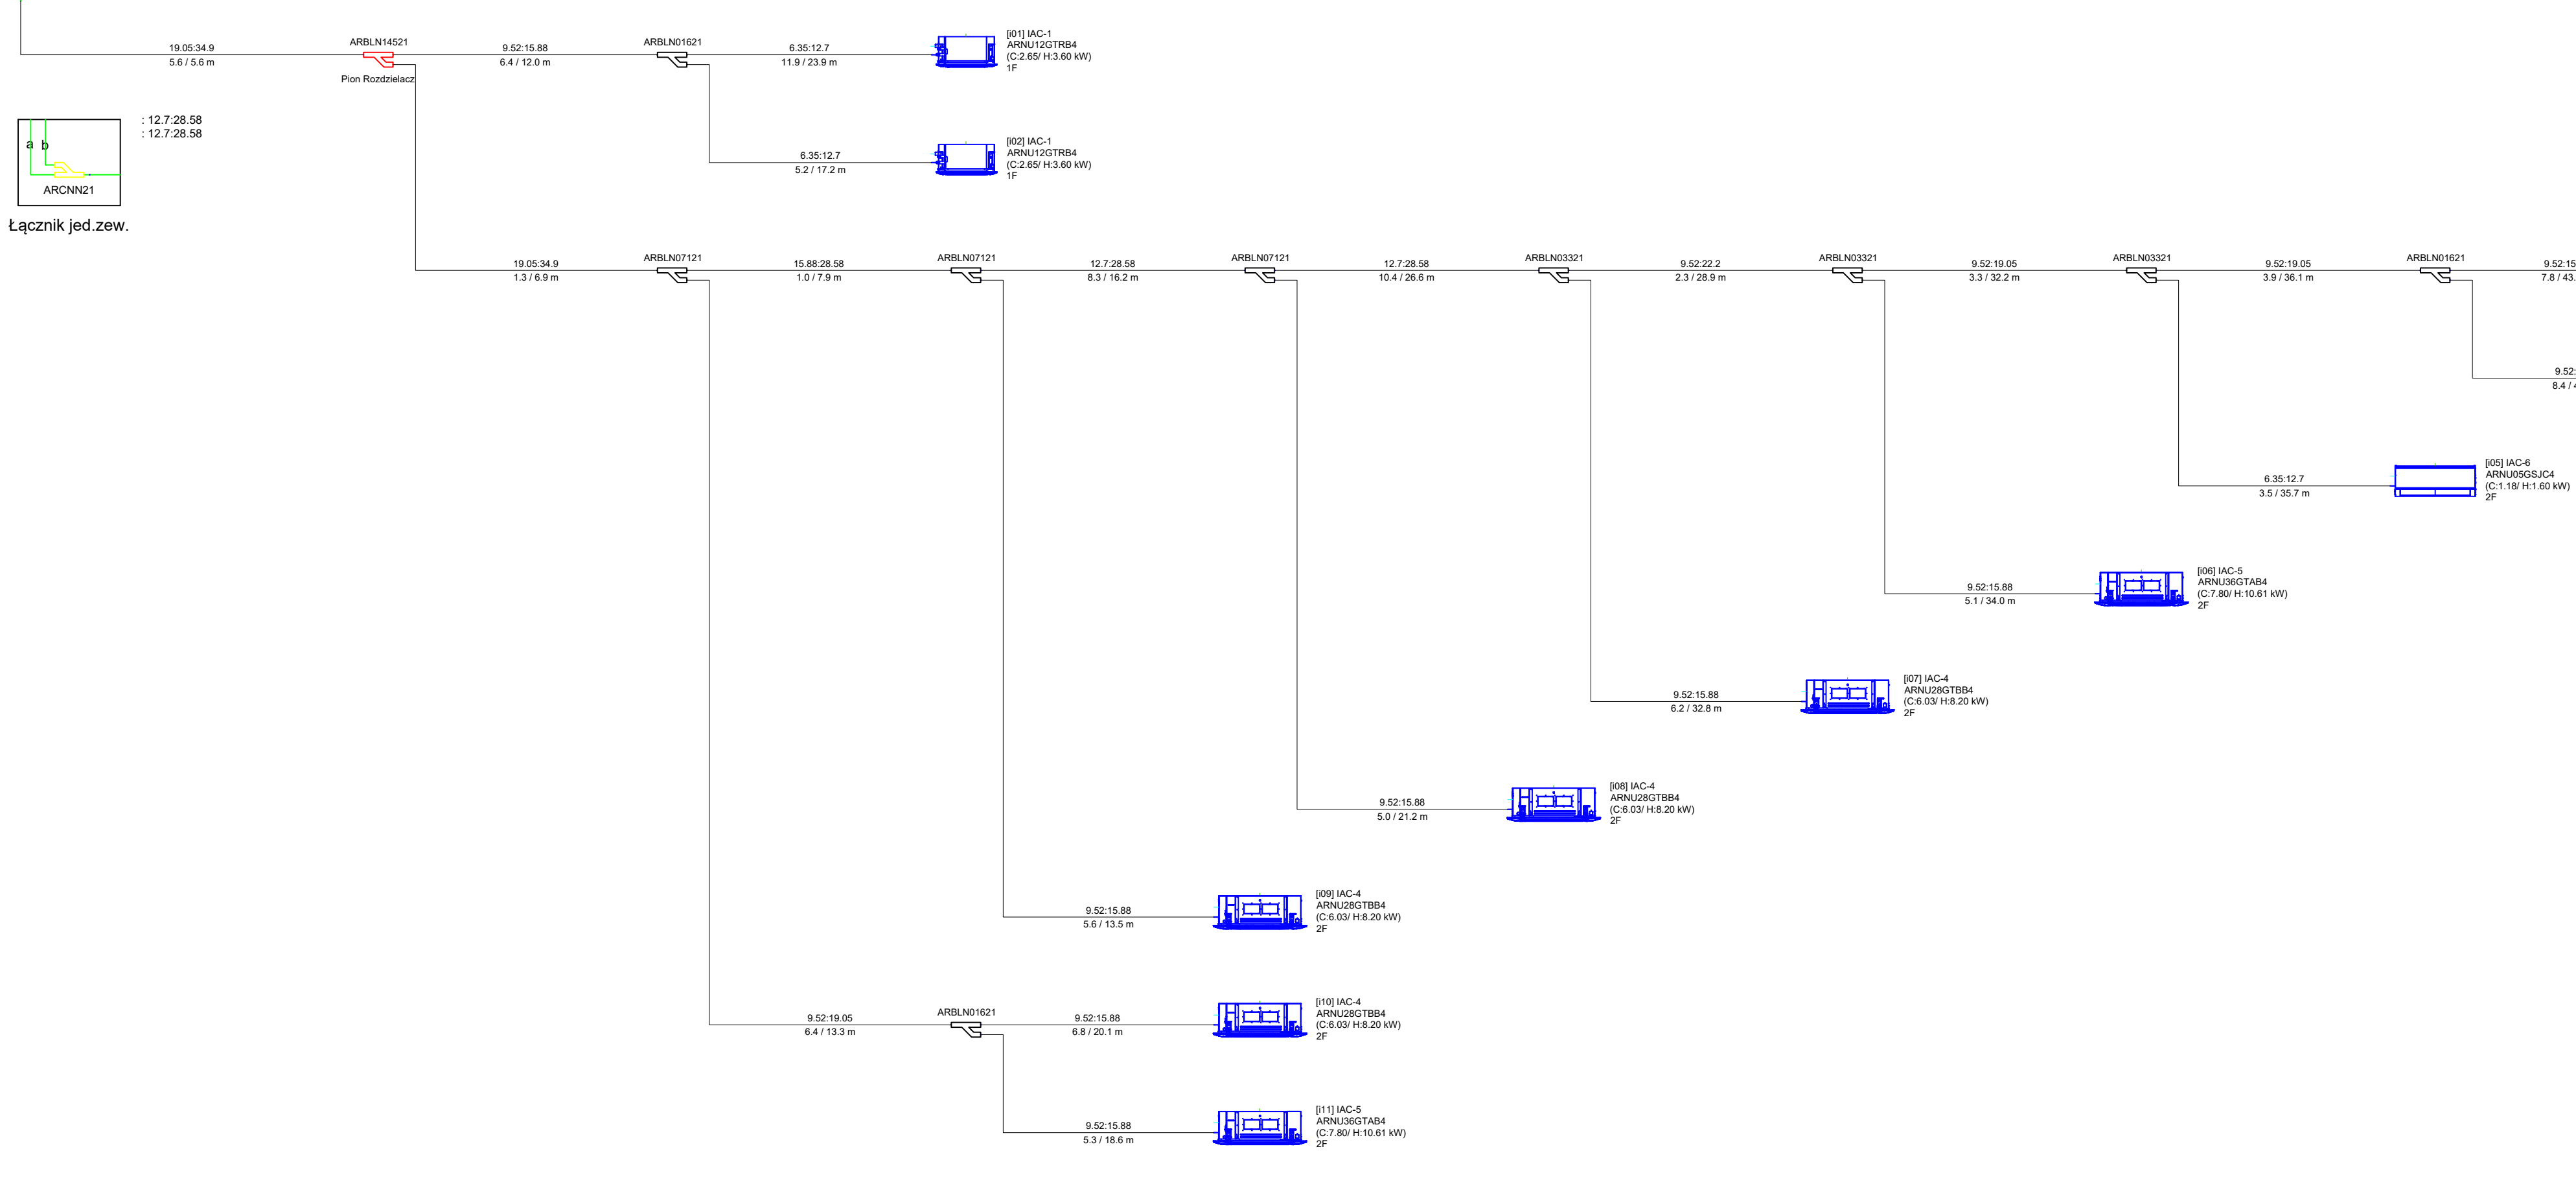 19.05:34.9
5.6 / 5.6 m
ARBLN14521
Pion Rozdzielacz
9.52:15.88
6.4 / 12.0 m
ARBLN01621
6.35:12.7
11.9 / 23.9 m
[i01] IAC-1
ARNU12GTRB4
(C:2.65/ H:3.60 kW)
1F
: 12.7:28.58
: 12.7:28.58
a b
ARCNN21
Łącznik jed.zew.
6.35:12.7
5.2 / 17.2 m
[i02] IAC-1
ARNU12GTRB4
(C:2.65/ H:3.60 kW)
1F
19.05:34.9
1.3 / 6.9 m
ARBLN07121
15.88:28.58
1.0 / 7.9 m
ARBLN07121
12.7:28.58
8.3 / 16.2 m
ARBLN07121
12.7:28.58
10.4 / 26.6 m
ARBLN03321
9.52:22.2
2.3 / 28.9 m
ARBLN03321
9.52:19.05
3.3 / 32.2 m
ARBLN03321
9.52:19.05
3.9 / 36.1 m
ARBLN01621
9.52:15
7.8 / 43.
9.52:
8.4 /
6.35:12.7
3.5 / 35.7 m
[i05] IAC-6
ARNU05GSJC4
(C:1.18/ H:1.60 kW)
2F
9.52:15.88
5.1 / 34.0 m
[i06] IAC-5
ARNU36GTAB4
(C:7.80/ H:10.61 kW)
2F
9.52:15.88
6.2 / 32.8 m
[i07] IAC-4
ARNU28GTBB4
(C:6.03/ H:8.20 kW)
2F
9.52:15.88
5.0 / 21.2 m
[i08] IAC-4
ARNU28GTBB4
(C:6.03/ H:8.20 kW)
2F
9.52:15.88
5.6 / 13.5 m
[i09] IAC-4
ARNU28GTBB4
(C:6.03/ H:8.20 kW)
2F
9.52:19.05
6.4 / 13.3 m
ARBLN01621
9.52:15.88
6.8 / 20.1 m
[i10] IAC-4
ARNU28GTBB4
(C:6.03/ H:8.20 kW)
2F
9.52:15.88
5.3 / 18.6 m
[i11] IAC-5
ARNU36GTAB4
(C:7.80/ H:10.61 kW)
2F